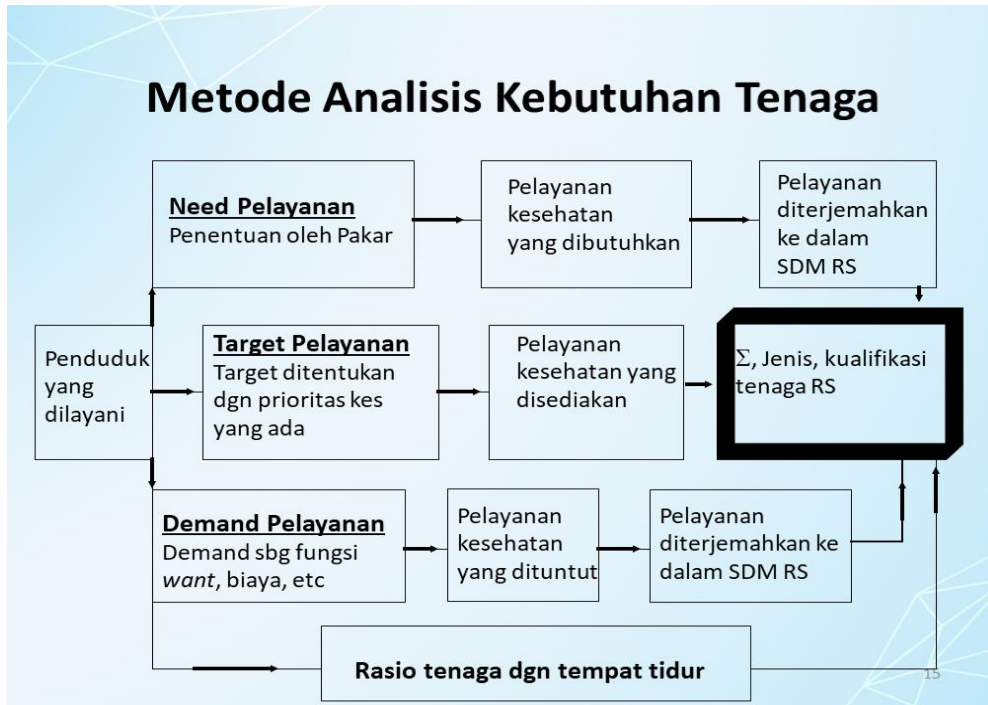 Metode Analisis Kebutuhan Tenaga
Need Pelayanan
Penentuan oleh Pakar
Pelayanan
kesehatan
yang dibutuhkan
Pelayanan
diterjemahkan
ke dalam
SDM RS
Penduduk
yang
dilayani
Target Pelayanan
Target ditentukan
dgn prioritas kes
yang ada
Pelayanan
kesehatan yang
disediakan
Σ, Jenis, kualifikasi
tenaga RS
Demand Pelayanan
Demand sbg fungsi
want, biaya, etc
Pelayanan
kesehatan
yang dituntut
Pelayanan
diterjemahkan ke
dalam SDM RS
Rasio tenaga dgn tempat tidur
15